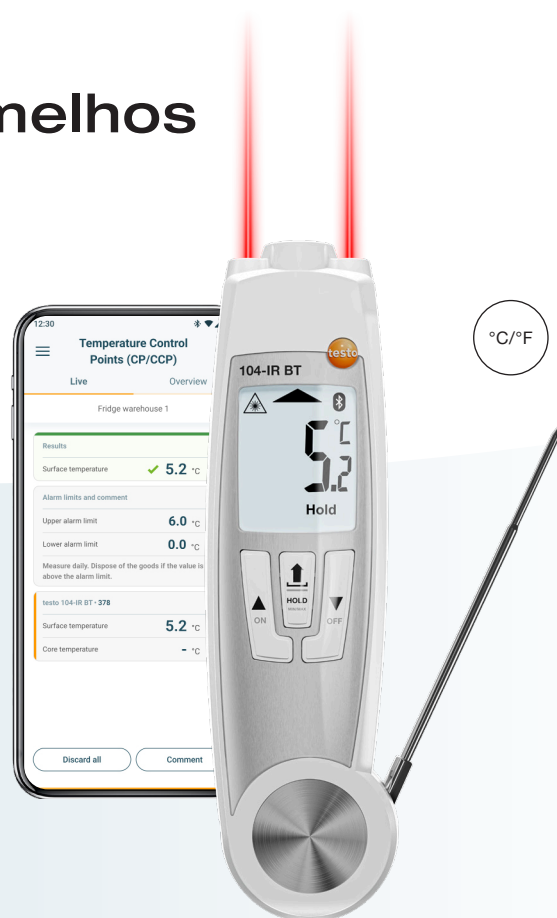 melhos
°C/°F
12:30
Temperature Control
Points (CP/CCP)
Live Overview
Fridge warehouse 1
Results
Surface temperature 5.2 °C
Alarm limits and comment
Upper alarm limit 6.0 °C
Lower alarm limit 0.0 °C
Measure daily. Dispose of the goods if the value is
above the alarm limit.
testo 104-IR BT • 378
Surface temperature 5.2 °C
Core temperature – °C
Discard all Comment
testo
104-IR BT
°C
5.2
Hold
HOLD
ON
OFF